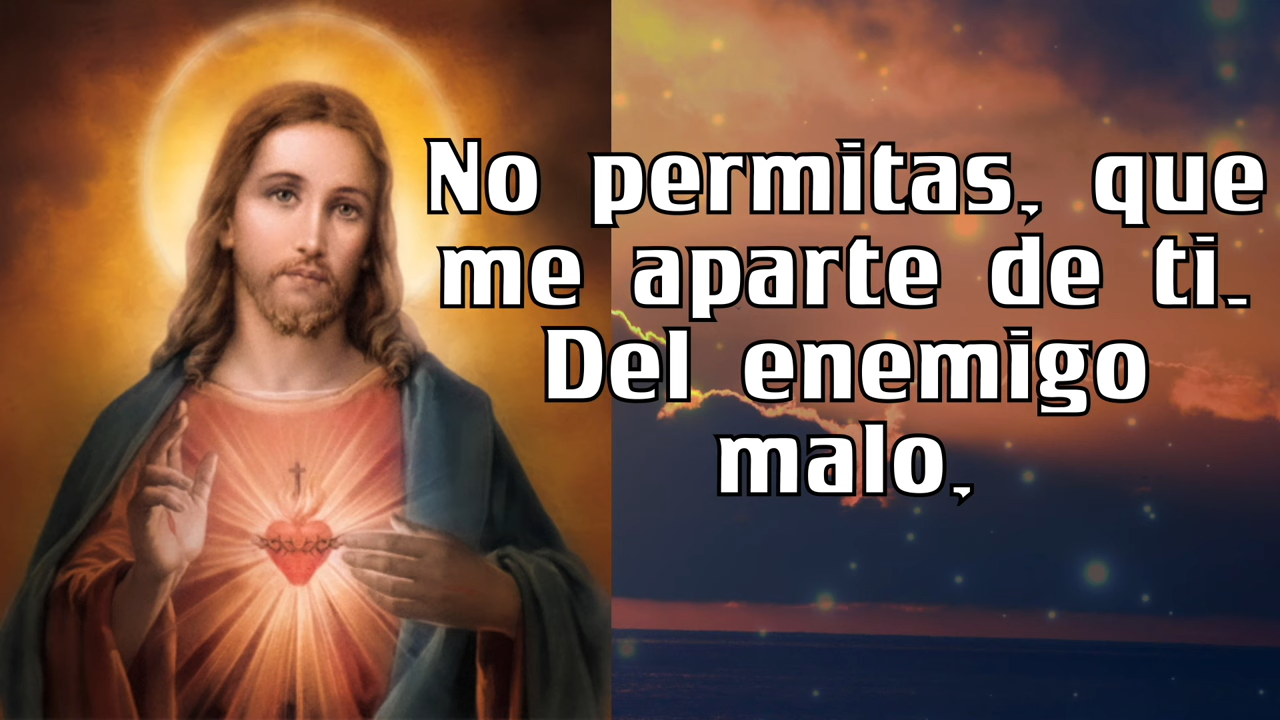 No permitas, que
me aparte de ti.
Del enemigo
malo,